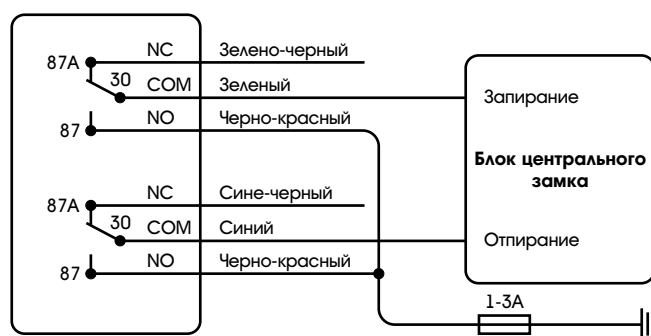 87A NC Зелено-черный
30 COM Зеленый Запирание
87 NO Черно-красный
Блок центрального
замка
87A NC Сине-черный
30 COM Синий Отпирание
87 NO Черно-красный
1-3А